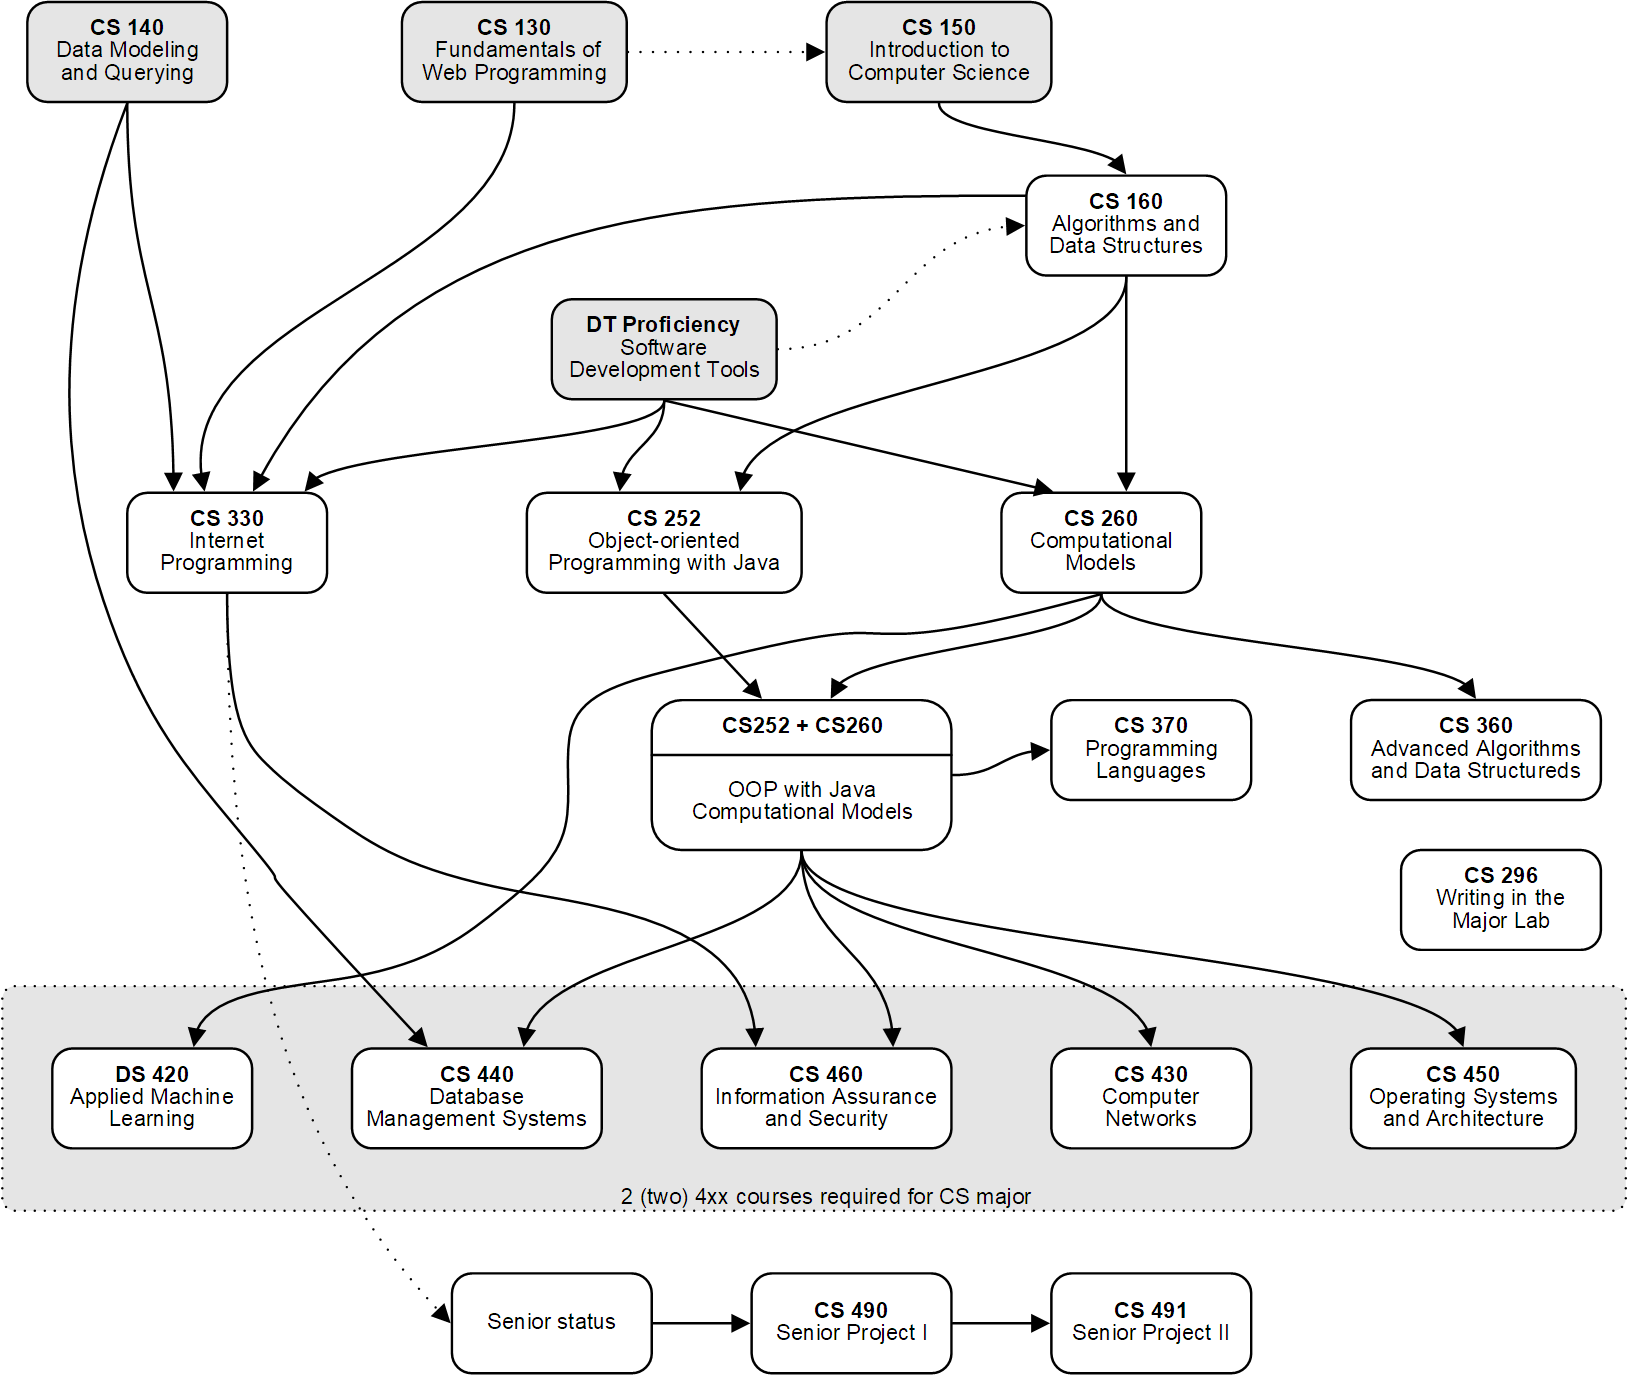 CS 140
Data Modeling
and Querying
CS 130
Fundamentals of
Web Programming
CS 150
Introduction to
Computer Science
CS 160
Algorithms and
Data Structures
DT Proficiency
Software
Development Tools
CS 330
Internet
Programming
CS 252
Object-oriented
Programming with Java
CS 260
Computational
Models
CS252 + CS260
OOP with Java
Computational Models
CS 370
Programming
Languages
CS 360
Advanced Algorithms
and Data Structureds
CS 296
Writing in the
Major Lab
DS 420
Applied Machine
Learning
CS 440
Database
Management Systems
CS 460
Information Assurance
and Security
CS 430
Computer
Networks
CS 450
Operating Systems
and Architecture
2 (two) 4xx courses required for CS major
Senior status
CS 490
Senior Project I
CS 491
Senior Project II